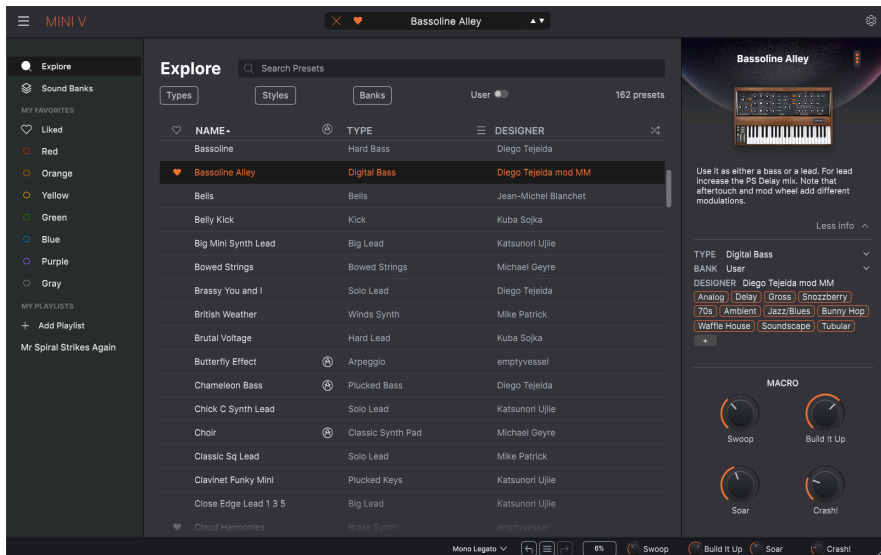 MINI V
Bassoline Alley
Explore
Sound Banks
MY FAVORITES
Liked
Red
Orange
Yellow
Green
Blue
Purple
Gray
MY PLAYLISTS
+ Add Playlist
Mr Spiral Strikes Again
Explore
Search Presets
Types Styles Banks User 162 presets
NAME TYPE DESIGNER
Bassoline Hard Bass Diego Tejeida
Bassoline Alley Digital Bass Diego Tejeida mod MM
Bells Bells Jean-Michel Blanchet
Belly Kick Kick Kuba Sojka
Big Mini Synth Lead Big Lead Katsunori Ujiie
Bowed Strings Bowed Strings Michael Geyre
Brassy You and I Solo Lead Diego Tejeida
British Weather Winds Synth Mike Patrick
Brutal Voltage Hard Lead Kuba Sojka
Butterfly Effect Arpeggio emptyvessel
Chameleon Bass Plucked Bass Diego Tejeida
Chick C Synth Lead Solo Lead Katsunori Ujiie
Choir Classic Synth Pad Michael Geyre
Classic Sq Lead Solo Lead Mike Patrick
Clavinet Funky Mini Plucked Keys Katsunori Ujiie
Close Edge Lead 1 3 5 Big Lead Katsunori Ujiie
Cloud Harmonies Brass Synth emptyvessel
Bassoline Alley
Use it as either a bass or a lead. For lead
increase the PS Delay mix. Note that
aftertouch and mod wheel add different
modulations.
Less info
TYPE Digital Bass
BANK User
DESIGNER Diego Tejeida mod MM
Analog Delay Gross Snozzberry
70s Ambient Jazz/Blues Bunny Hop
Waffle House Soundscape Tubular
+
MACRO
Swoop Build It Up
Soar Crash!
Mono Legato 6% Swoop Build It Up Soar Crash!